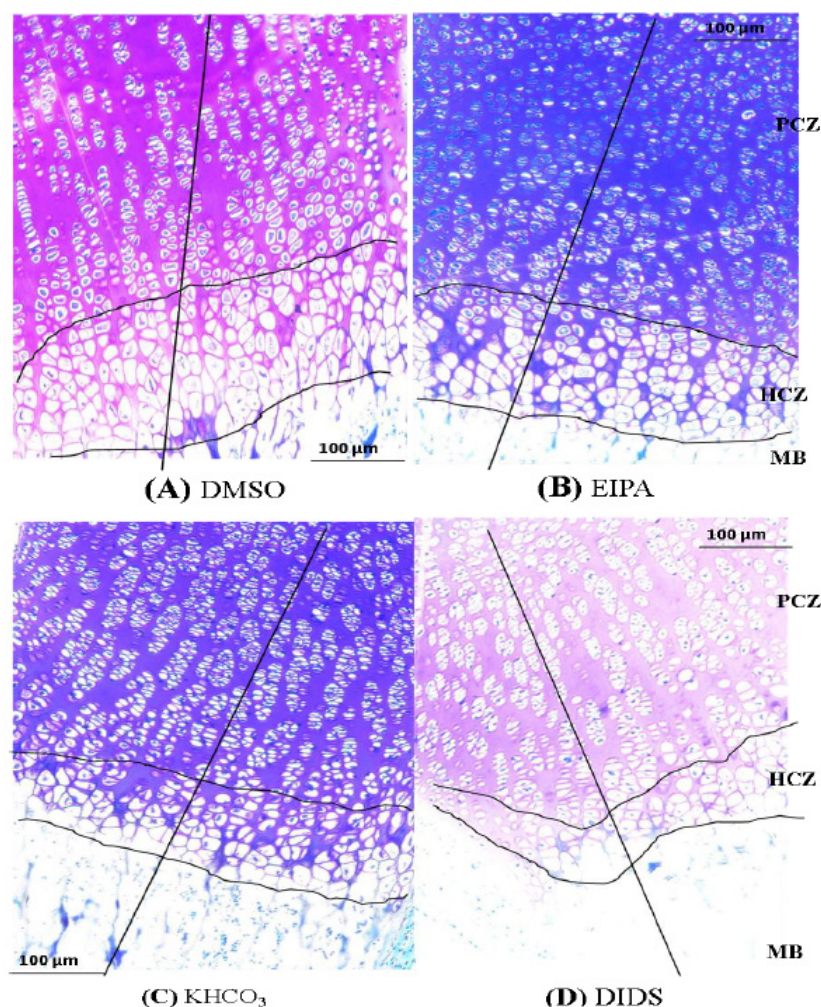 100 µm
PCZ
HCZ
100 µm
MB
(A) DMSO
(B) EIPA
100 µm
PCZ
HCZ
MB
100 µm
(C) KHCO₃
(D) DIDS